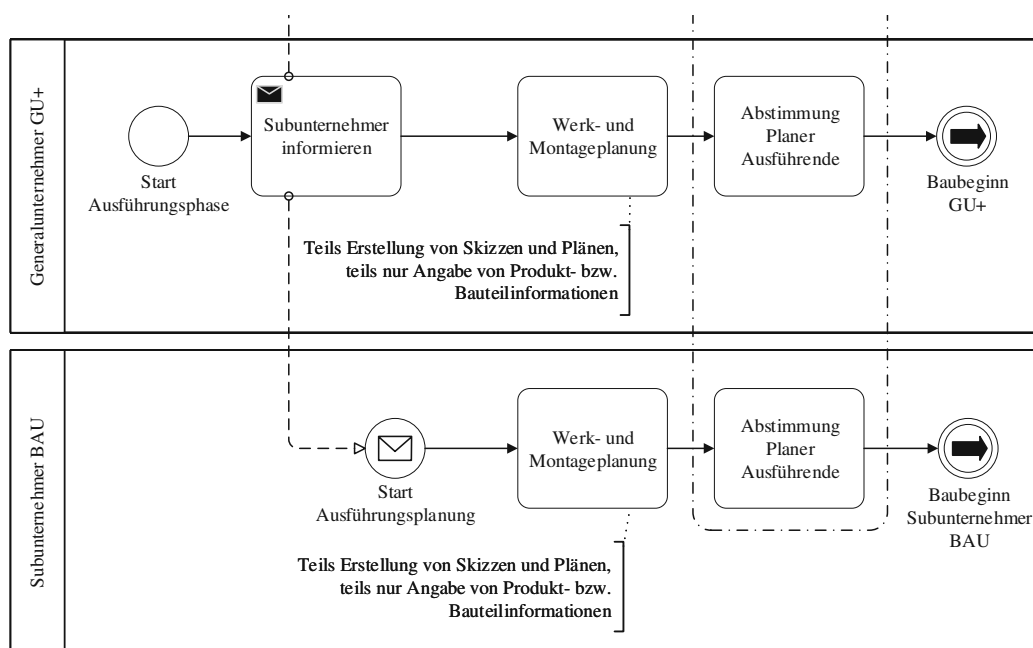 Generalunternehmer GU+
Start
Ausführungsphase
Subunternehmer
informieren
Werk- und
Montageplanung
Abstimmung
Planer
Ausführende
Baubeginn
GU+
Teils Erstellung von Skizzen und Plänen,
teils nur Angabe von Produkt- bzw.
Bauteilinformationen
Subunternehmer BAU
Start
Ausführungsplanung
Werk- und
Montageplanung
Abstimmung
Planer
Ausführende
Baubeginn
Subunternehmer
BAU
Teils Erstellung von Skizzen und Plänen,
teils nur Angabe von Produkt- bzw.
Bauteilinformationen